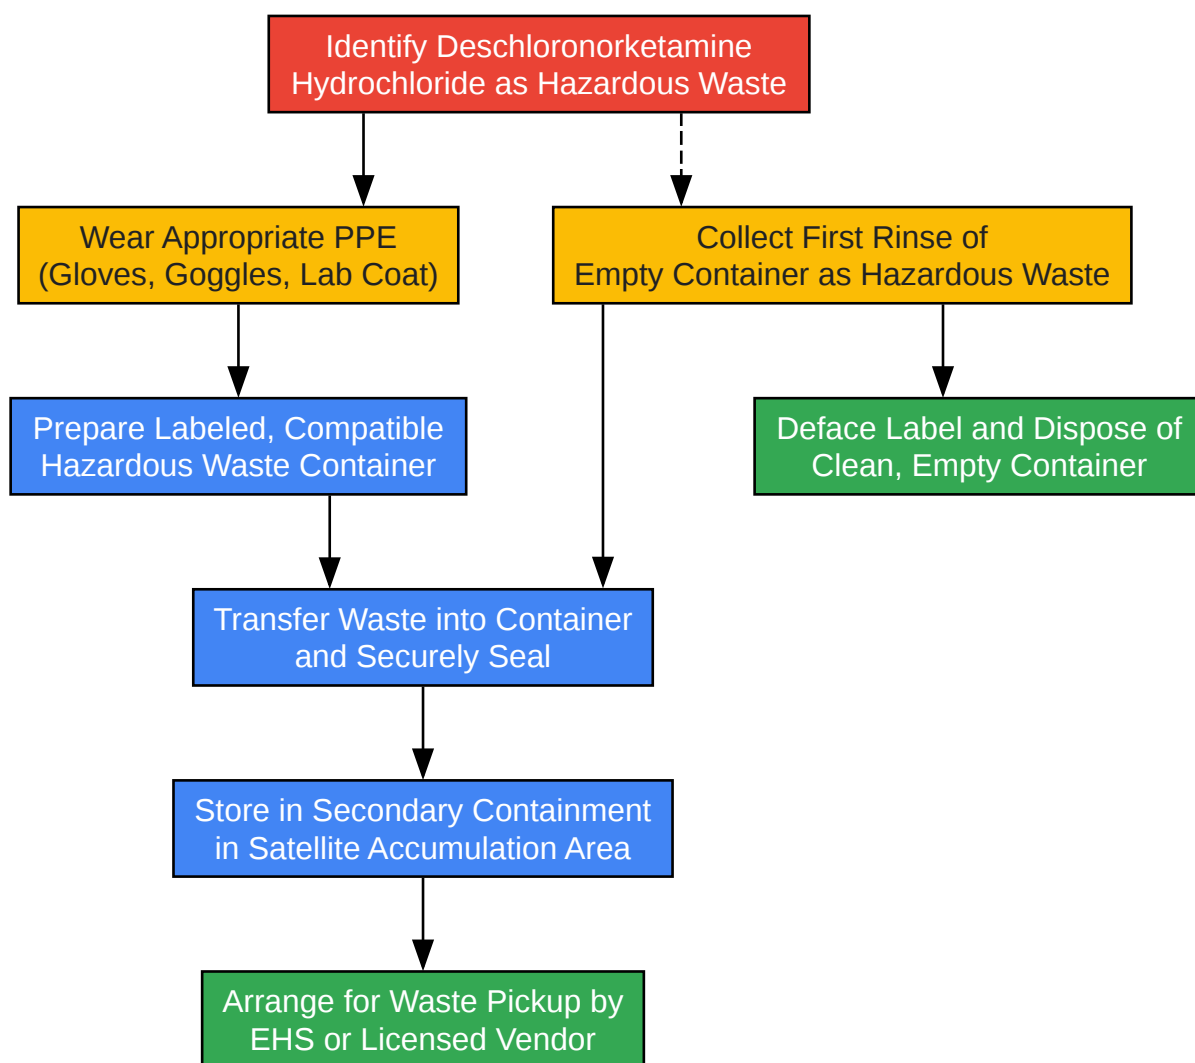 Identify Deschloronorketamine
Hydrochloride as Hazardous Waste
Wear Appropriate PPE
(Gloves, Goggles, Lab Coat)
Collect First Rinse of
Empty Container as Hazardous Waste
Prepare Labeled, Compatible
Hazardous Waste Container
Deface Label and Dispose of
Clean, Empty Container
Transfer Waste into Container
and Securely Seal
Store in Secondary Containment
in Satellite Accumulation Area
Arrange for Waste Pickup by
EHS or Licensed Vendor